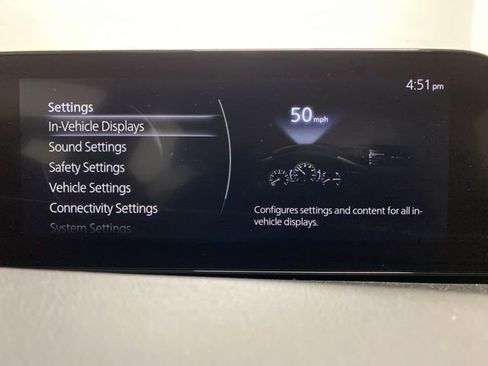 4:51 pm
Settings
In-Vehicle Displays
Sound Settings
Safety Settings
Vehicle Settings
Connectivity Settings
System Settings
50 mph
Configures settings and content for all in-
vehicle displays.